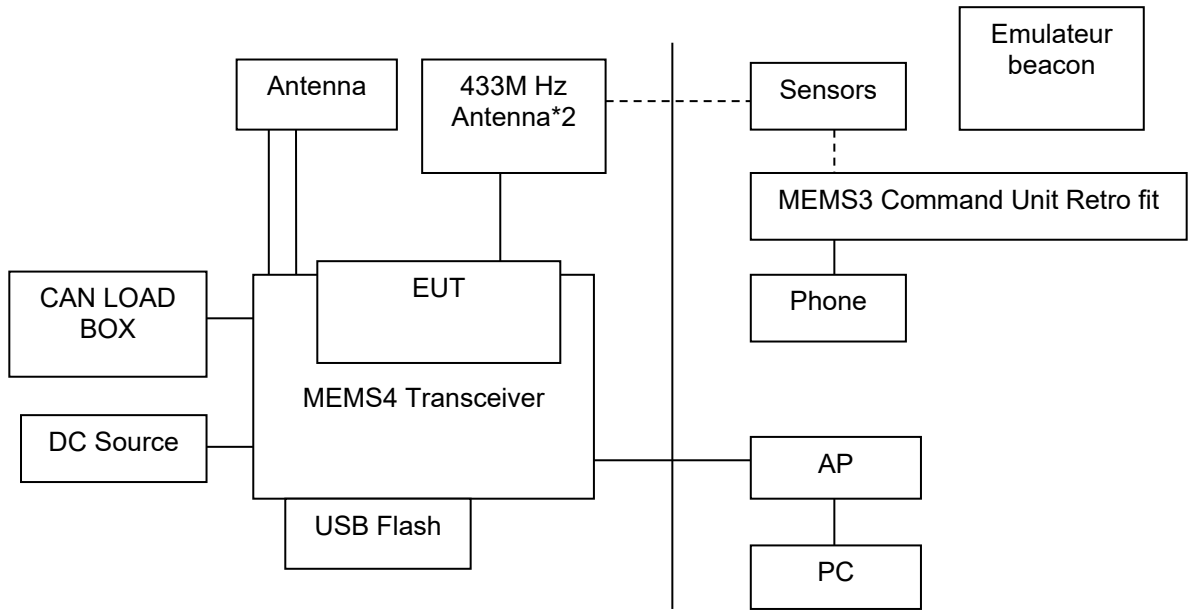 Antenna
433M Hz
Antenna*2
Sensors
Emulateur
beacon
MEMS3 Command Unit Retro fit
Phone
CAN LOAD
BOX
EUT
MEMS4 Transceiver
DC Source
USB Flash
AP
PC